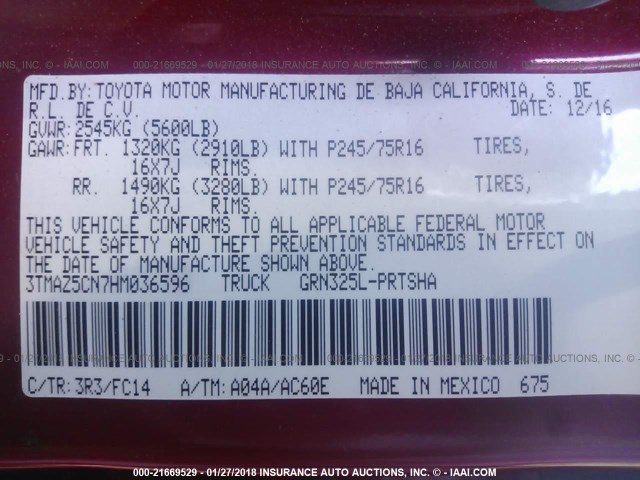 000-21669529 - 01/27/2018 INSURANCE AUTO AUCTIONS, INC. - © - IAAI.COM
MFD.BY:TOYOTA MOTOR MANUFACTURING DE BAJA CALIFORNIA, S. DE
R.L. DE C.V. DATE: 12/16
GVWR:2545KG (5600LB)
GAWR:FRT. 1320KG (2910LB) WITH P245/75R16 TIRES,
16X7J RIMS.
RR. 1490KG (3280LB) WITH P245/75R16 TIRES,
16X7J RIMS.
THIS VEHICLE CONFORMS TO ALL APPLICABLE FEDERAL MOTOR
VEHICLE SAFETY AND THEFT PREVENTION STANDARDS IN EFFECT ON
THE DATE OF MANUFACTURE SHOWN ABOVE.
3TMAZ5CN7HM036596 TRUCK GRN325L-PRTSHA
C/TR:3R3/FC14 A/TM:A04A/AC60E MADE IN MEXICO 675
000-21669529 - 01/27/2018 INSURANCE AUTO AUCTIONS, INC. - © - IAAI.COM